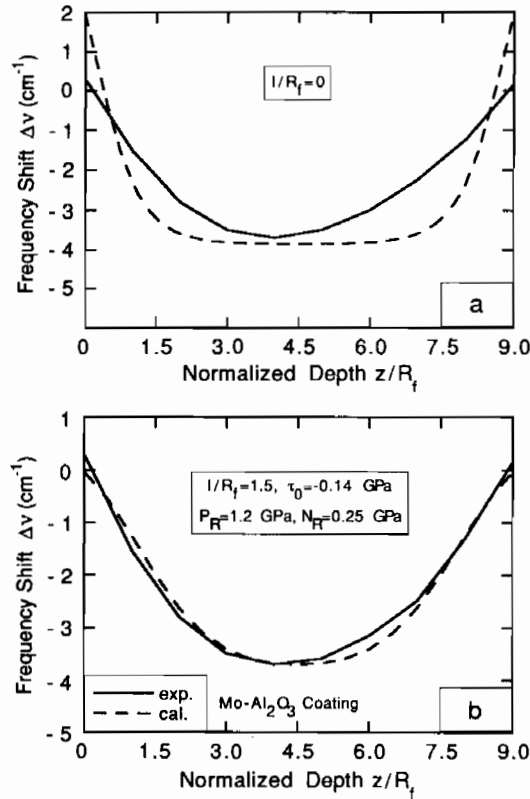 2
1
0
- 1
- 2
- 3
- 4
- 5
Frequency Shift Δν (cm⁻¹)
I/R_f=0
a
0 1.5 3.0 4.5 6.0 7.5 9.0
Normalized Depth z/R_f
1
0
- 1
- 2
- 3
- 4
- 5
Frequency Shift Δν (cm⁻¹)
I/R_f=1.5, τ₀=-0.14 GPa
P_R=1.2 GPa, N_R=0.25 GPa
exp.
cal.
Mo-Al₂O₃ Coating
b
0 1.5 3.0 4.5 6.0 7.5 9.0
Normalized Depth z/R_f